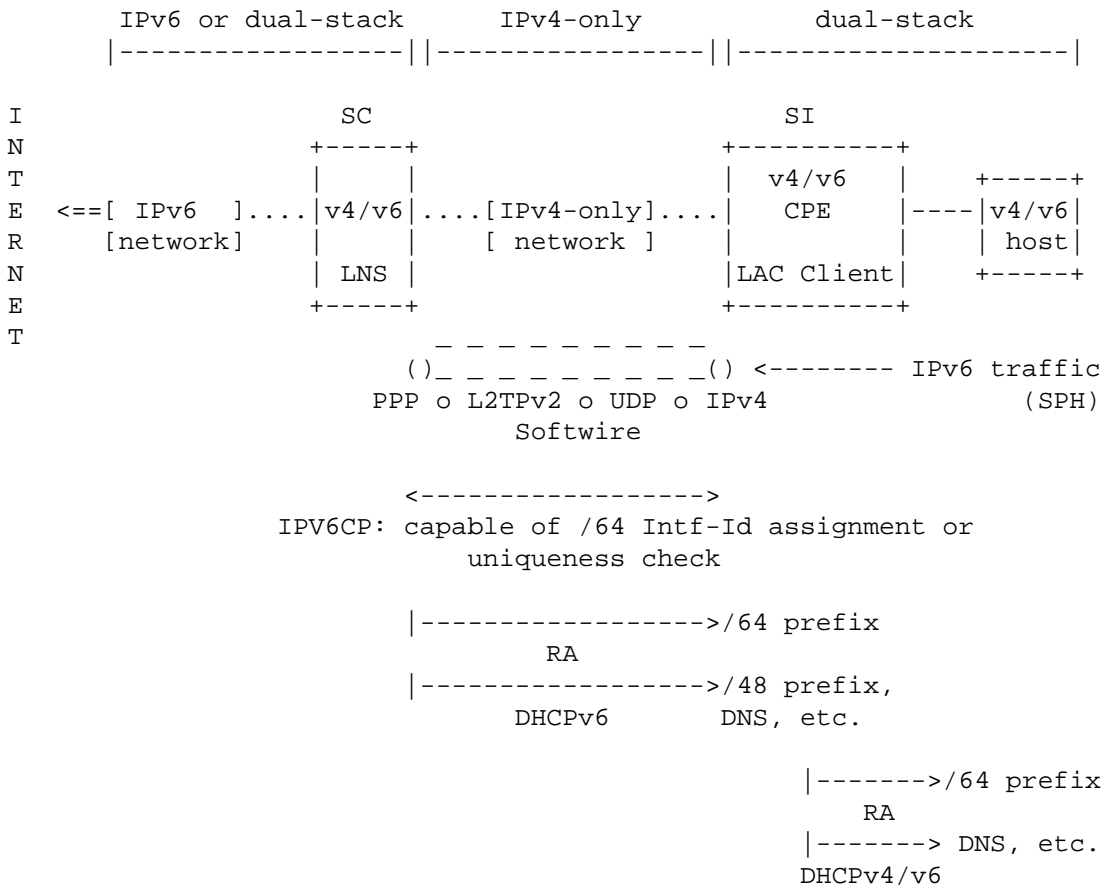 IPv6 or dual-stack      IPv4-only            dual-stack
       |------------------||-----------------||---------------------|

 I                    SC                           SI
 N                  +-----+                   +----------+
 T                  |     |                   |  v4/v6   |    +-----+
 E  <==[ IPv6  ]....|v4/v6|....[IPv4-only]....|   CPE    |----|v4/v6|
 R     [network]    |     |    [ network ]    |          |    | host|
 N                  | LNS |                   |LAC Client|    +-----+
 E                  +-----+                   +----------+
 T
                           _ _ _ _ _ _ _ _ _
                         ()_ _ _ _ _ _ _ _ _() <-------- IPv6 traffic
                       PPP o L2TPv2 o UDP o IPv4                (SPH)
                               Softwire

                         <------------------>
                 IPV6CP: capable of /64 Intf-Id assignment or
                            uniqueness check

                         |------------------>/64 prefix
                                 RA
                         |------------------>/48 prefix,
                               DHCPv6       DNS, etc.

                                                 |------->/64 prefix
                                                    RA
                                                 |-------> DNS, etc.
                                                 DHCPv4/v6